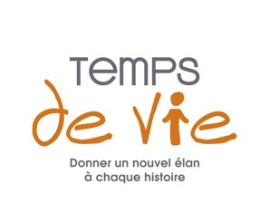 Temps
de vie
Donner un nouvel élan
à chaque histoire